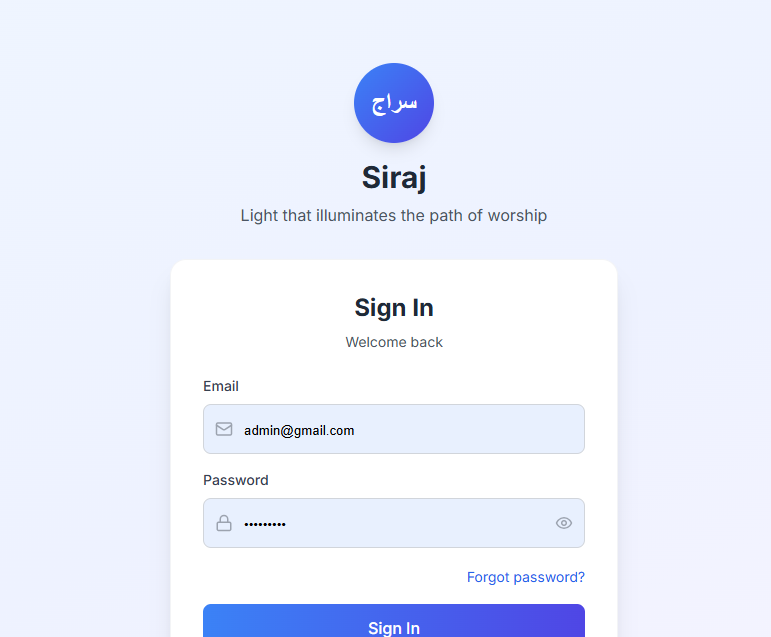 سراج
Siraj
Light that illuminates the path of worship
Sign In
Welcome back
Email
admin@gmail.com
Password
•••••••••
Forgot password?
Sign In